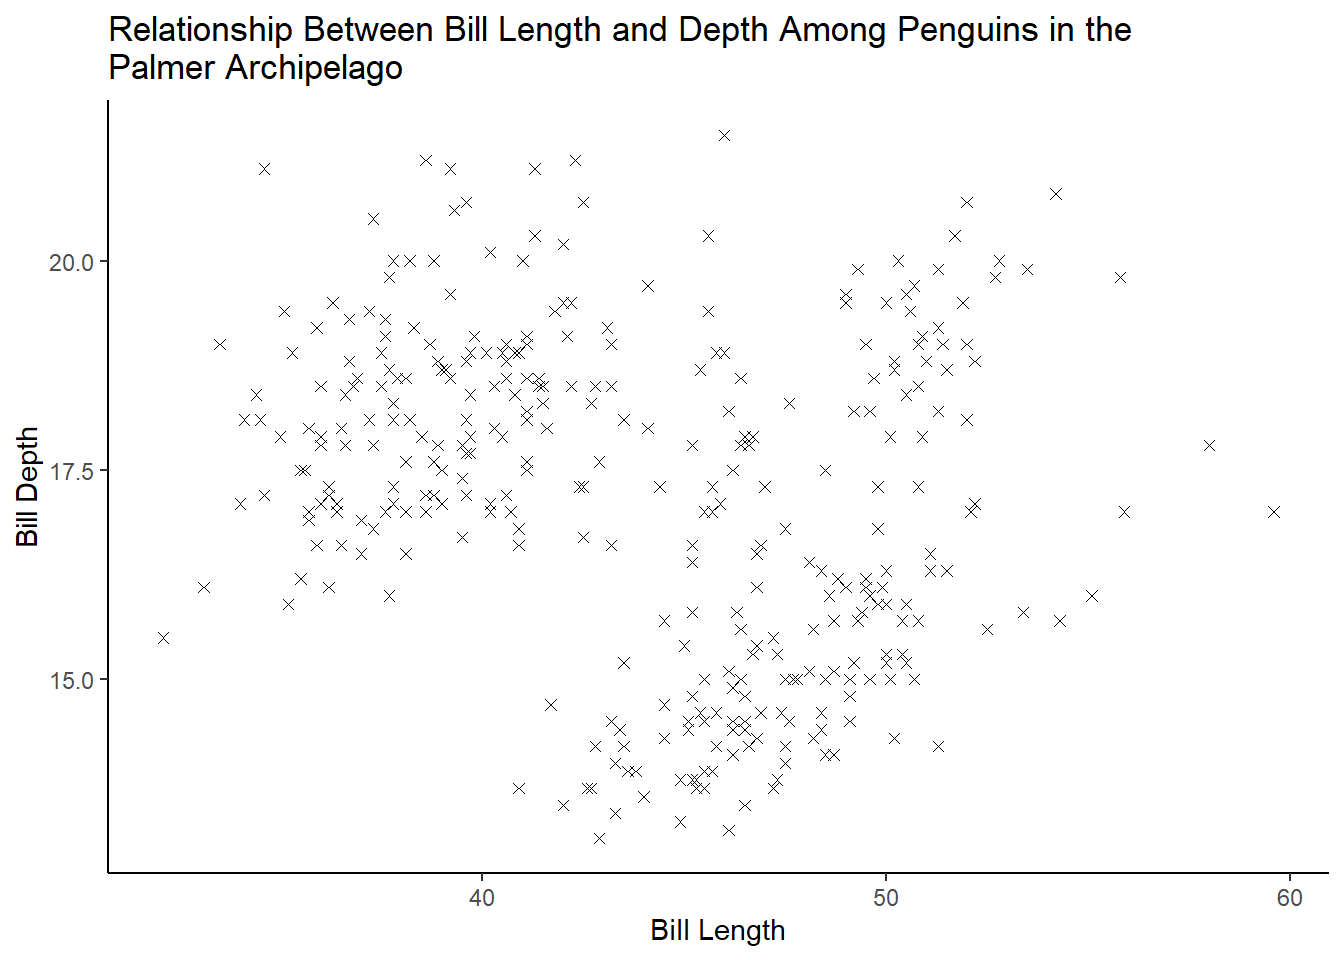 Relationship Between Bill Length and Depth Among Penguins in the
Palmer Archipelago
20.0
17.5
15.0
Bill Depth
40 50 60
Bill Length